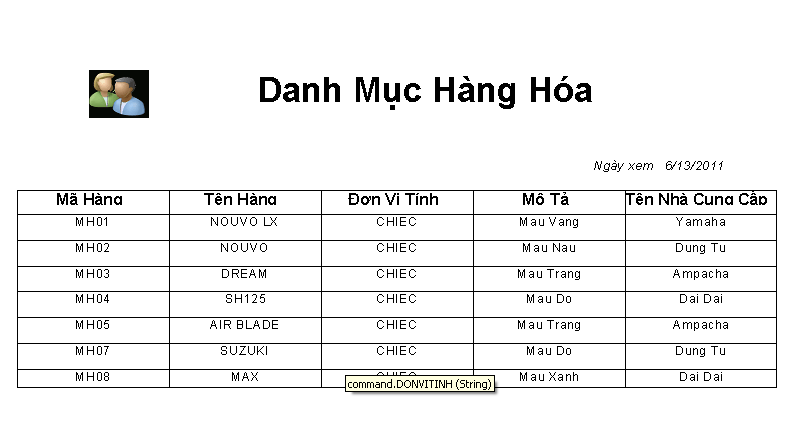 Danh Mục Hàng Hóa
Ngày xem 6/13/2011
Mã Hàng Tên Hàng Đơn Vị Tính Mô Tả Tên Nhà Cung Cấp
MH01 NOUVO LX CHIEC Mau Vang Yamaha
MH02 NOUVO CHIEC Mau Nau Dung Tu
MH03 DREAM CHIEC Mau Trang Ampacha
MH04 SH125 CHIEC Mau Do Dai Dai
MH05 AIR BLADE CHIEC Mau Trang Ampacha
MH07 SUZUKI CHIEC Mau Do Dung Tu
MH08 MAX CHIEC Mau Xanh Dai Dai
command.DONVITINH (String)